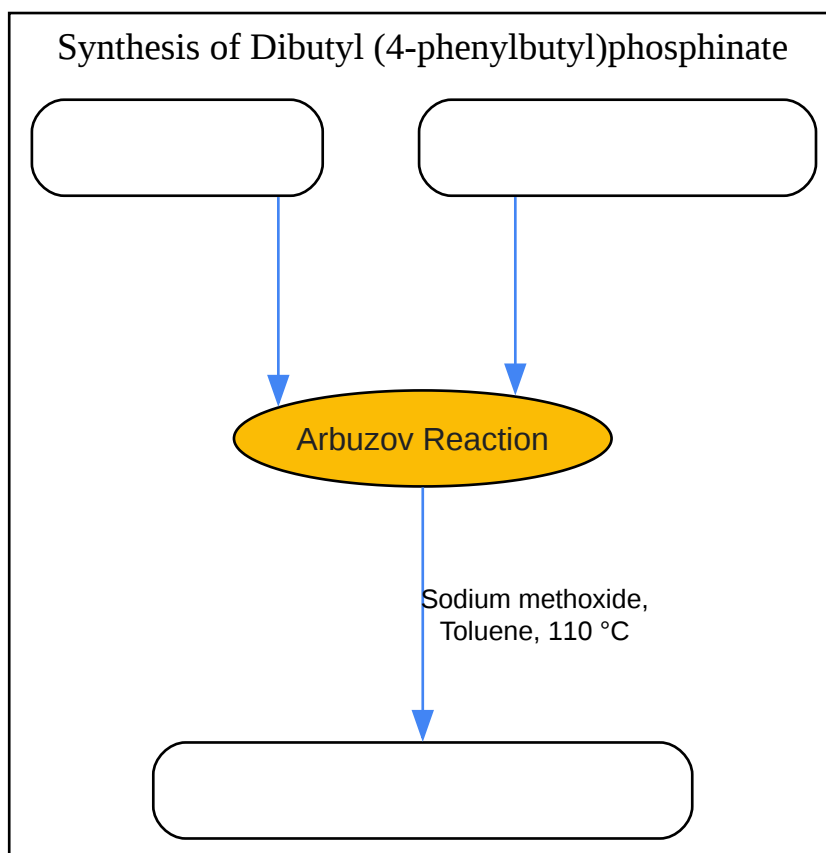 Synthesis of Dibutyl (4-phenylbutyl)phosphinate
Arbuzov Reaction
Sodium methoxide,
Toluene, 110 °C